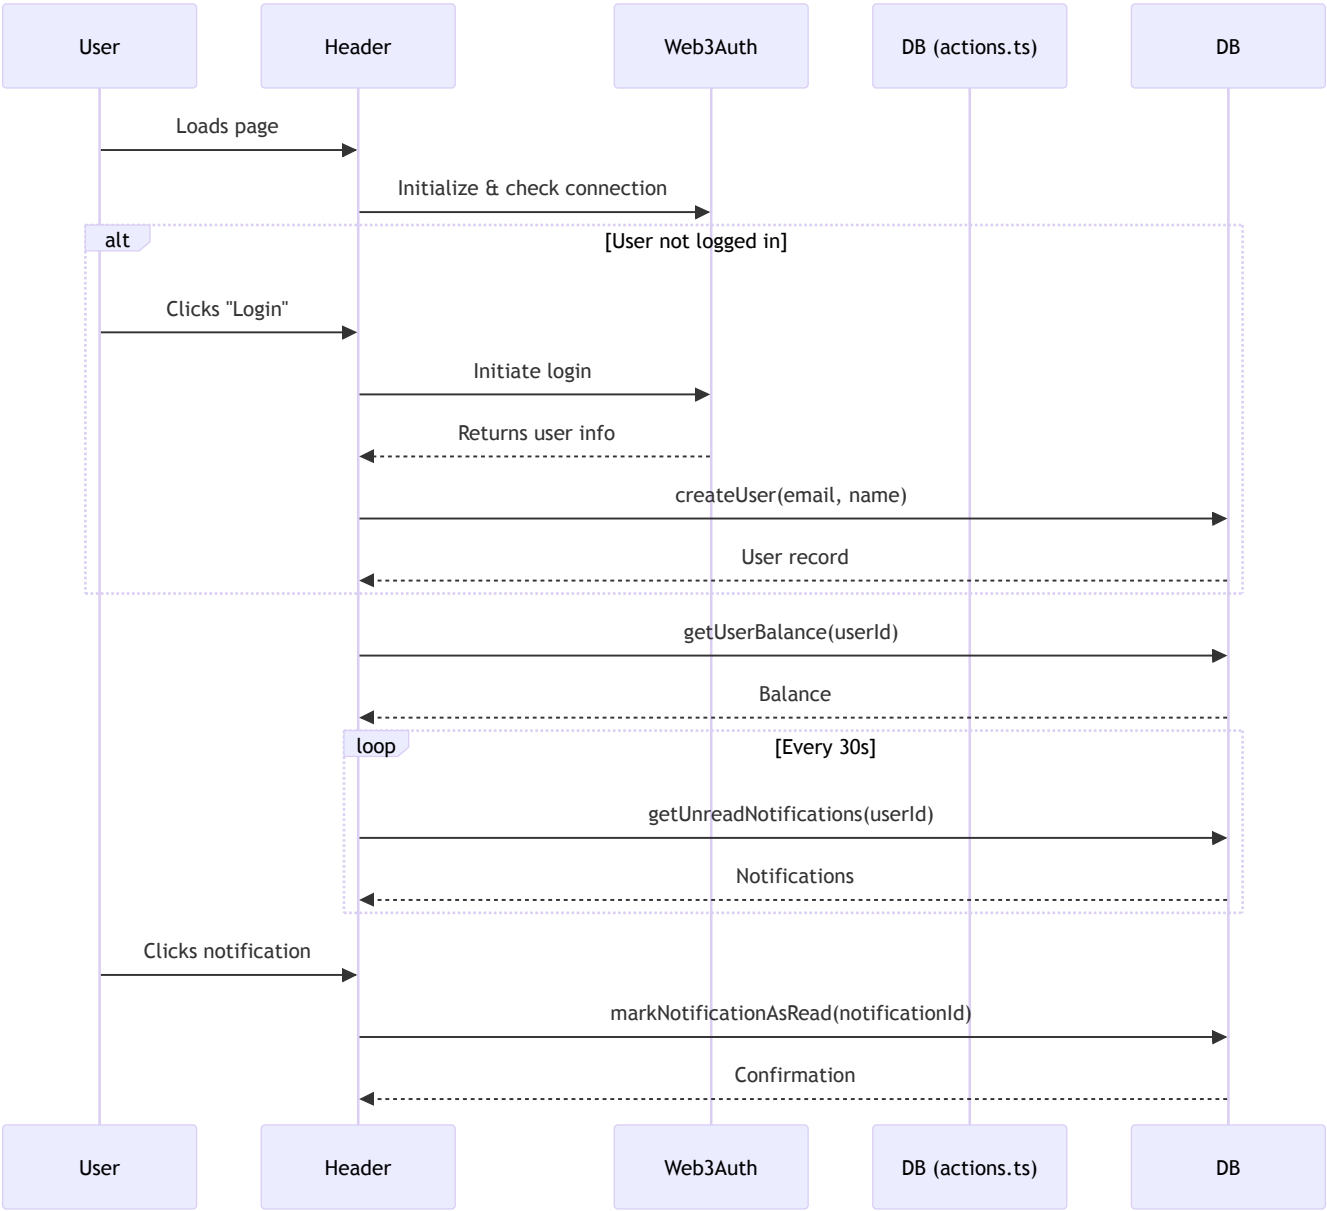 User
Header
Web3Auth
DB (actions.ts)
DB
Loads page
Initialize & check connection
alt
[User not logged in]
Clicks "Login"
Initiate login
Returns user info
createUser(email, name)
User record
getUserBalance(userId)
Balance
loop
[Every 30s]
getUnreadNotifications(userId)
Notifications
Clicks notification
markNotificationAsRead(notificationId)
Confirmation
User
Header
Web3Auth
DB (actions.ts)
DB